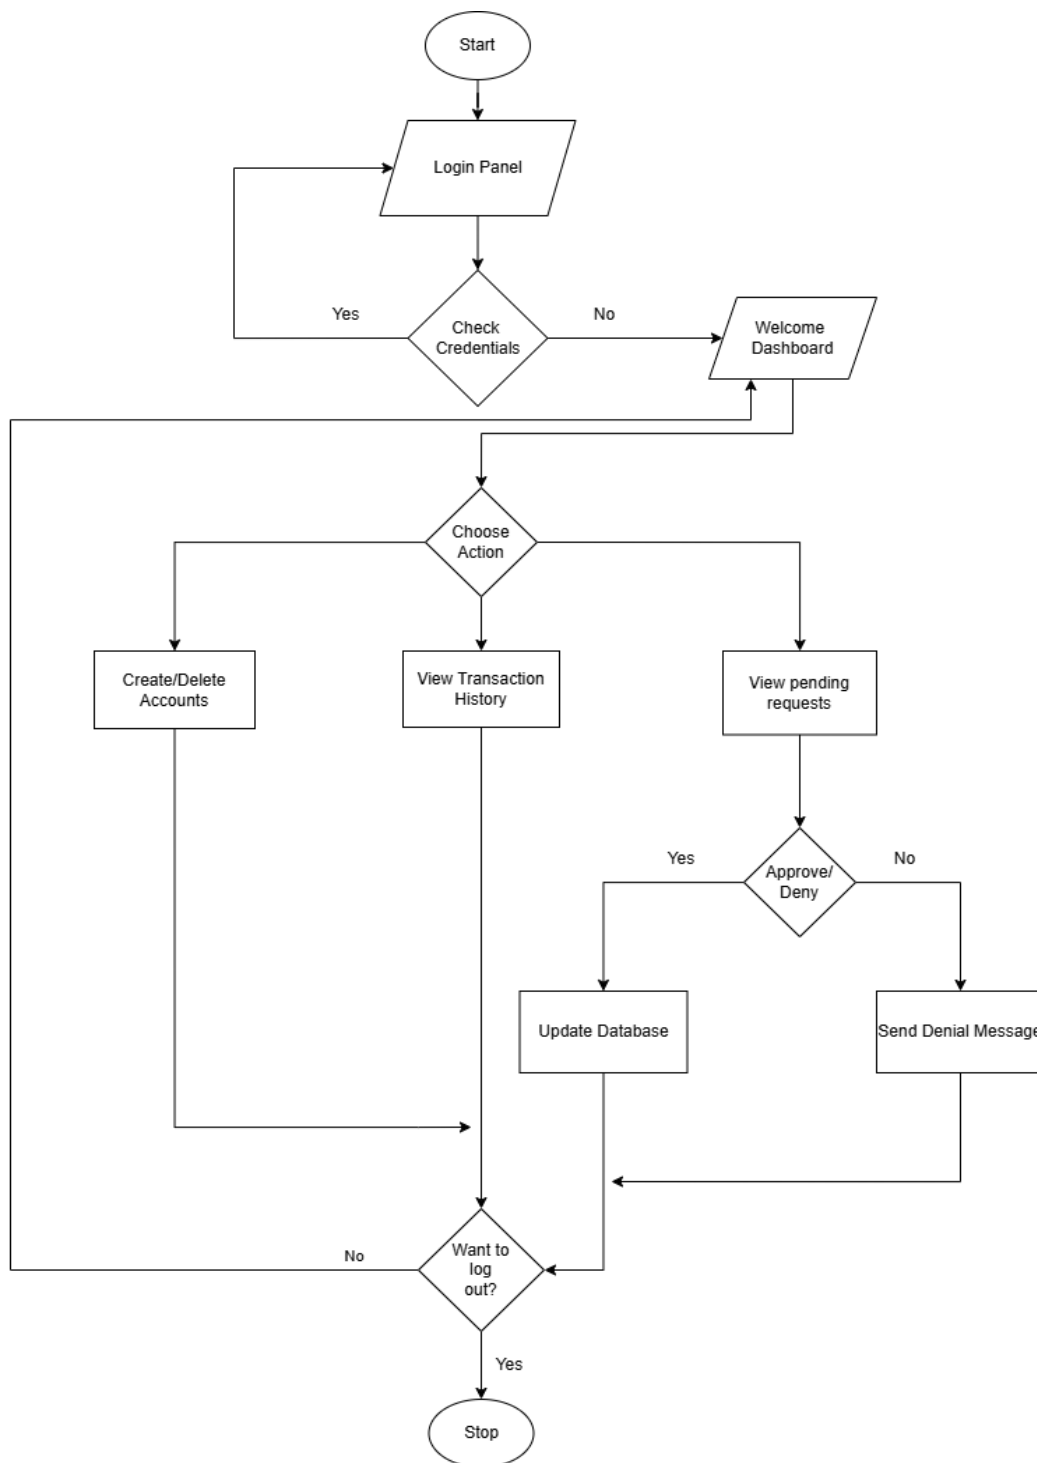 Start
Login Panel
Yes
No
Check
Credentials
Welcome
Dashboard
Choose
Action
Create/Delete
Accounts
View Transaction
History
View pending
requests
Yes
No
Approve/
Deny
Update Database
Send Denial Message
No
Want to
log
out?
Yes
Stop